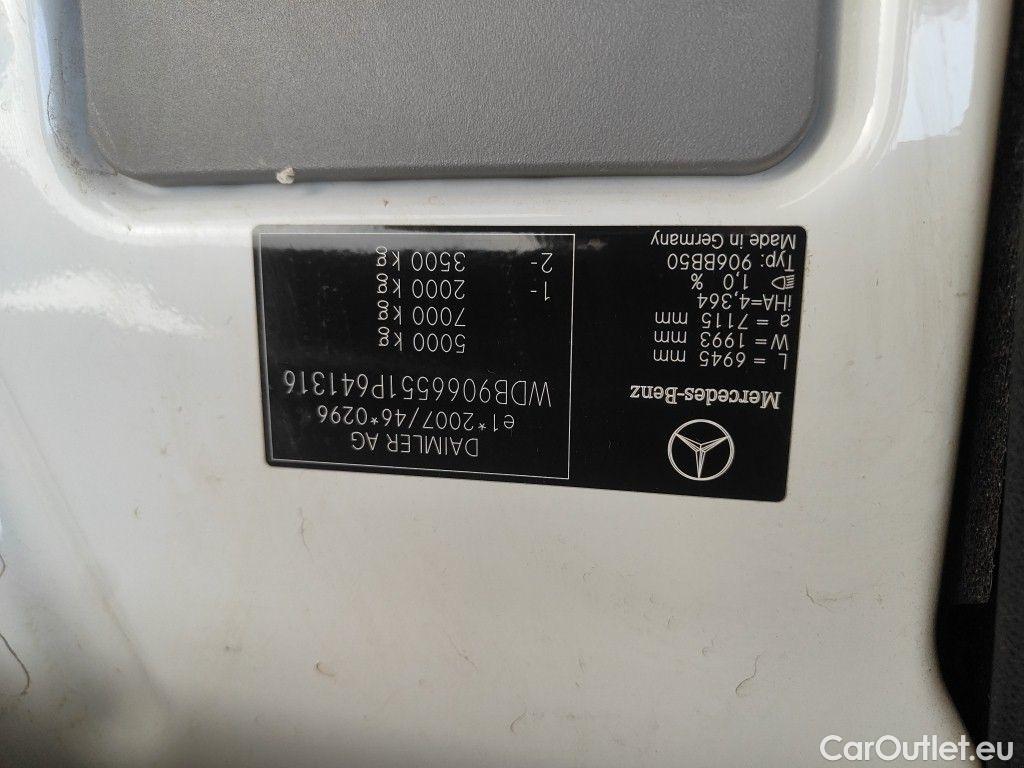 Mercedes-Benz
L = 6945 mm
W = 1993 mm
a = 7115 mm
iHA=4,364
1,0 %
Typ: 906BB50
Made in Germany
DAIMLER AG
e1*2007/46*0296
WDB9066551P641316
5000 kg
7000 kg
1- 2000 kg
2- 3500 kg
CarOutlet.eu